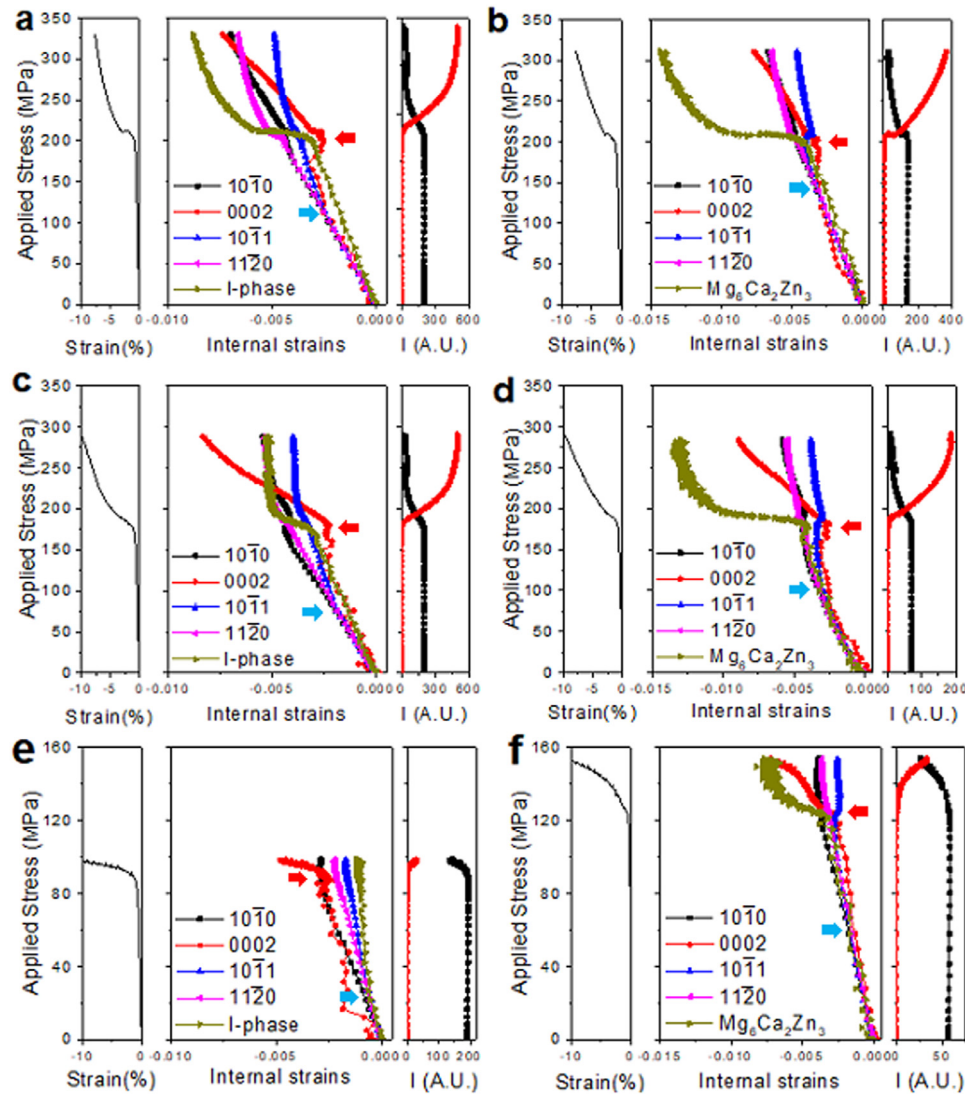 a
350
300
250
200
150
100
50
0
Applied Stress (MPa)
-10 -5 0
Strain(%)
101̅0
0002
101̅1
112̅0
I-phase
-0.010 -0.005 0.000
Internal strains
0 300 600
I (A.U.)
b
350
300
250
200
150
100
50
0
Applied Stress (MPa)
-10 -5 0
Strain(%)
101̅0
0002
101̅1
112̅0
Mg₆Ca₂Zn₃
-0.015 -0.010 -0.005 0.000
Internal strains
0 200 400
I (A.U.)
c
350
300
250
200
150
100
50
0
Applied Stress (MPa)
-10 -5 0
Strain(%)
101̅0
0002
101̅1
112̅0
I-phase
-0.010 -0.005 0.000
Internal strains
0 300 600
I (A.U.)
d
350
300
250
200
150
100
50
0
Applied Stress (MPa)
-10 -5 0
Strain(%)
101̅0
0002
101̅1
112̅0
Mg₆Ca₂Zn₃
-0.015 -0.010 -0.005 0.000
Internal strains
0 100 200
I (A.U.)
e
160
120
80
40
0
Applied Stress (MPa)
-10 -5 0
Strain(%)
101̅0
0002
101̅1
112̅0
I-phase
-0.010 -0.005 0.000
Internal strains
0 100 200
I (A.U.)
f
160
120
80
40
0
Applied Stress (MPa)
-10 -5 0
Strain(%)
101̅0
0002
101̅1
112̅0
Mg₆Ca₂Zn₃
-0.015 -0.010 -0.005 0.000
Internal strains
0 50
I (A.U.)